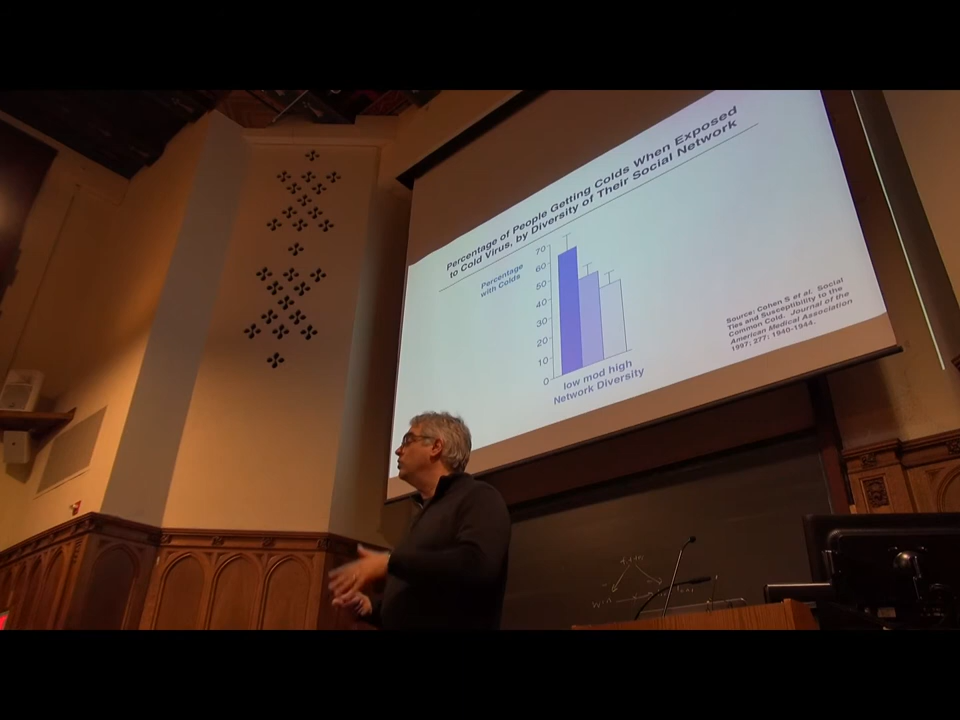 Percentage of People Getting Colds When Exposed
to Cold Virus, by Diversity of Their Social Network
Percentage
with Colds
70
60
50
40
30
20
10
0
low mod high
Network Diversity
Source: Cohen S et al. Social
Ties and Susceptibility to the
Common Cold. Journal of the
American Medical Association
1997; 277: 1940-1944.